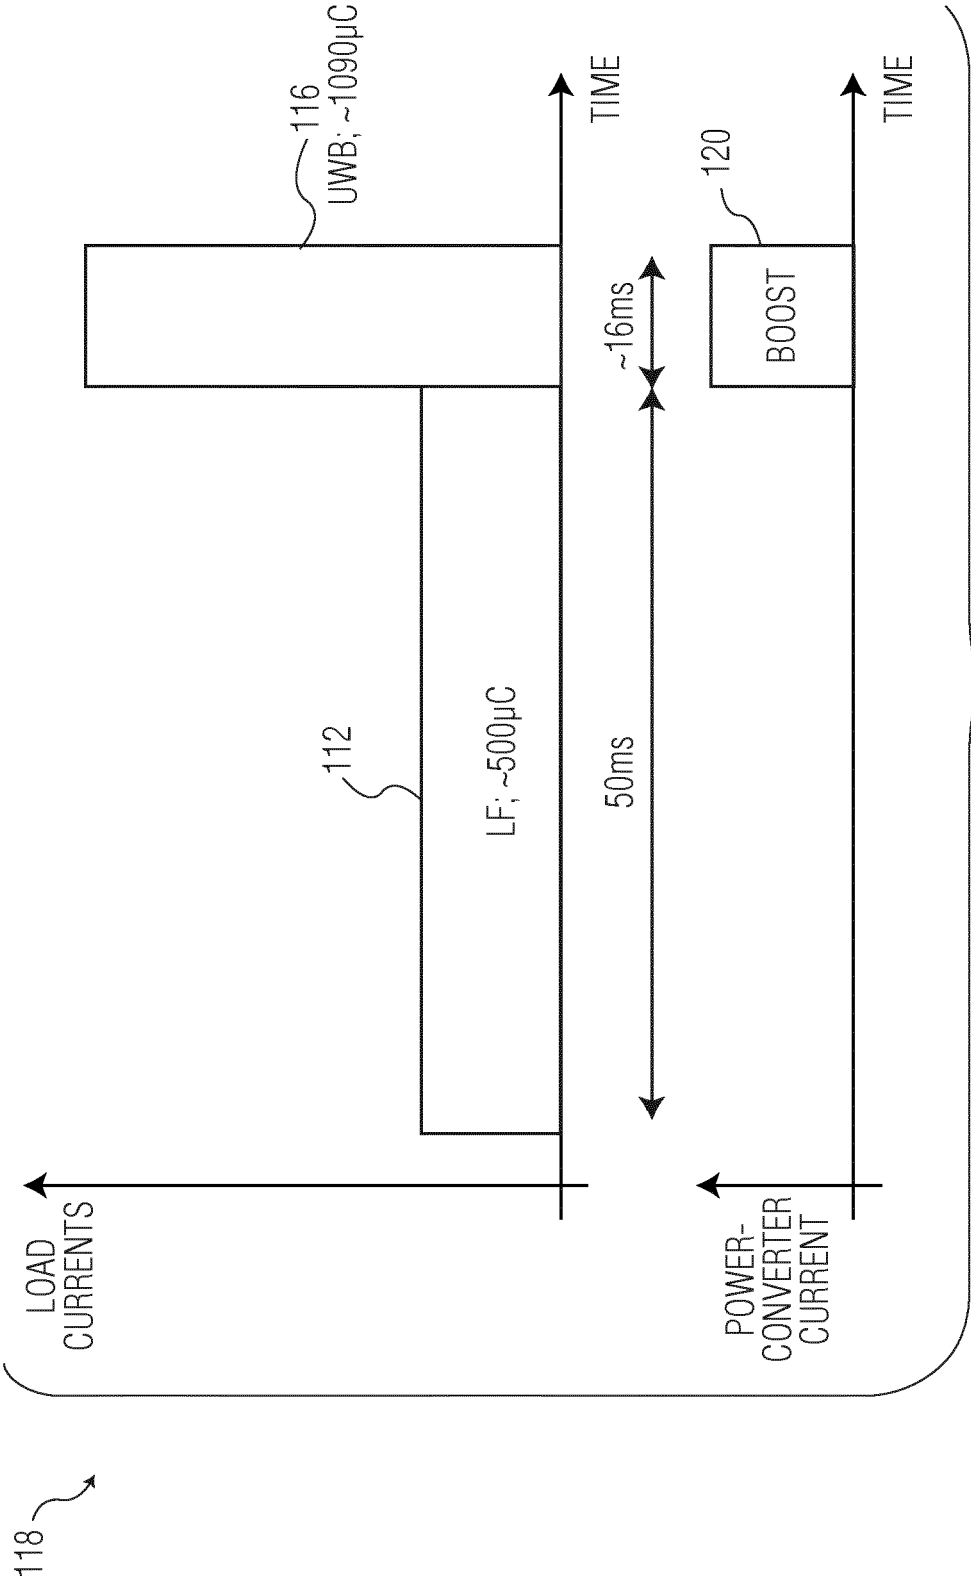 118
LOAD
CURRENTS
112
LF; ~500µC
116
UWB; ~1090µC
TIME
50ms
~16ms
POWER-
CONVERTER
CURRENT
120
BOOST
TIME